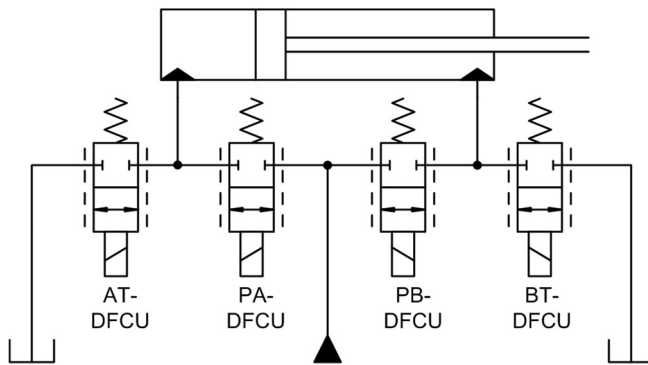 AT-
DFCU
PA-
DFCU
PB-
DFCU
BT-
DFCU